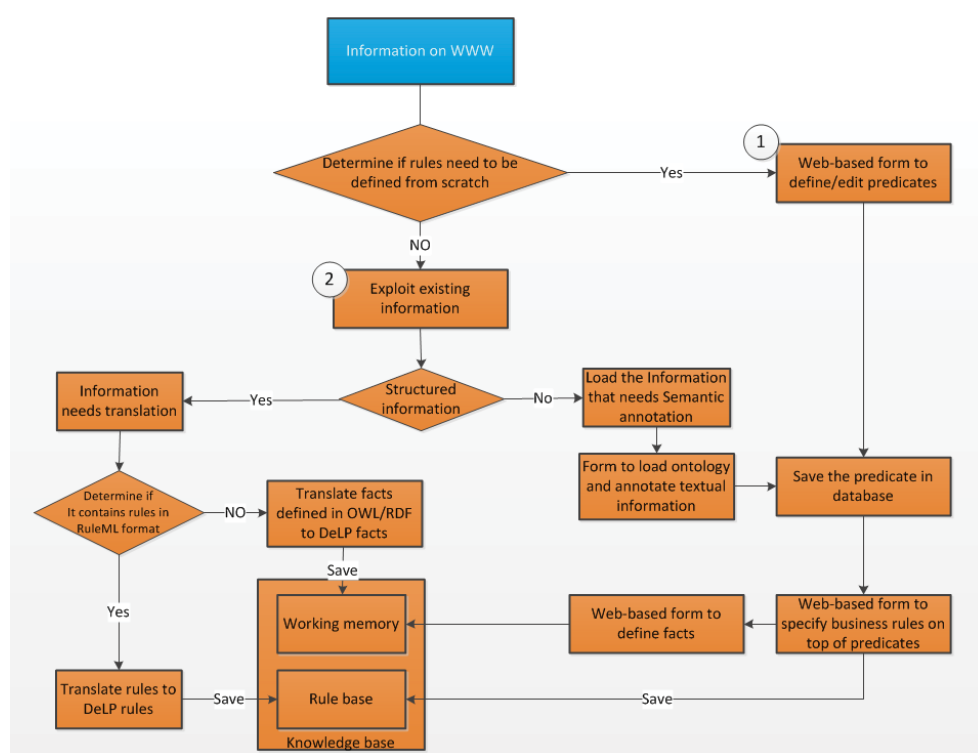 Information on WWW
Determine if rules need to be
defined from scratch
Yes
1
Web-based form to
define/edit predicates
NO
2
Exploit existing
information
Structured
information
Yes
No
Information
needs translation
Load the Information
that needs Semantic
annotation
Determine if
It contains rules in
RuleML format
NO
Translate facts
defined in OWL/RDF
to DeLP facts
Form to load ontology
and annotate textual
information
Save the predicate in
database
Save
Yes
Working memory
Web-based form to
define facts
Web-based form to
specify business rules on
top of predicates
Translate rules to
DeLP rules
Save
Rule base
Save
Knowledge base